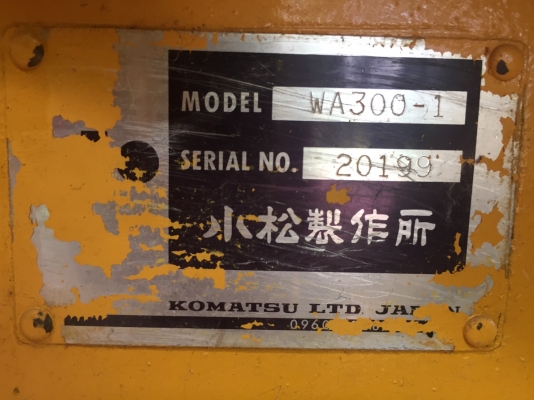 MODEL WA300-1
SERIAL NO. 20199
小松製作所
KOMATSU LTD. JAPAN